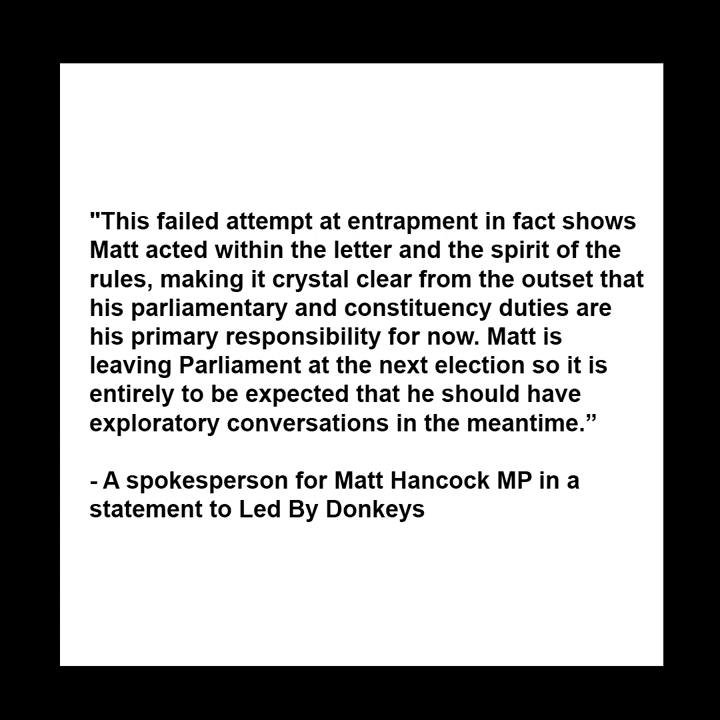 "This failed attempt at entrapment in fact shows
Matt acted within the letter and the spirit of the
rules, making it crystal clear from the outset that
his parliamentary and constituency duties are
his primary responsibility for now. Matt is
leaving Parliament at the next election so it is
entirely to be expected that he should have
exploratory conversations in the meantime.”
- A spokesperson for Matt Hancock MP in a
statement to Led By Donkeys